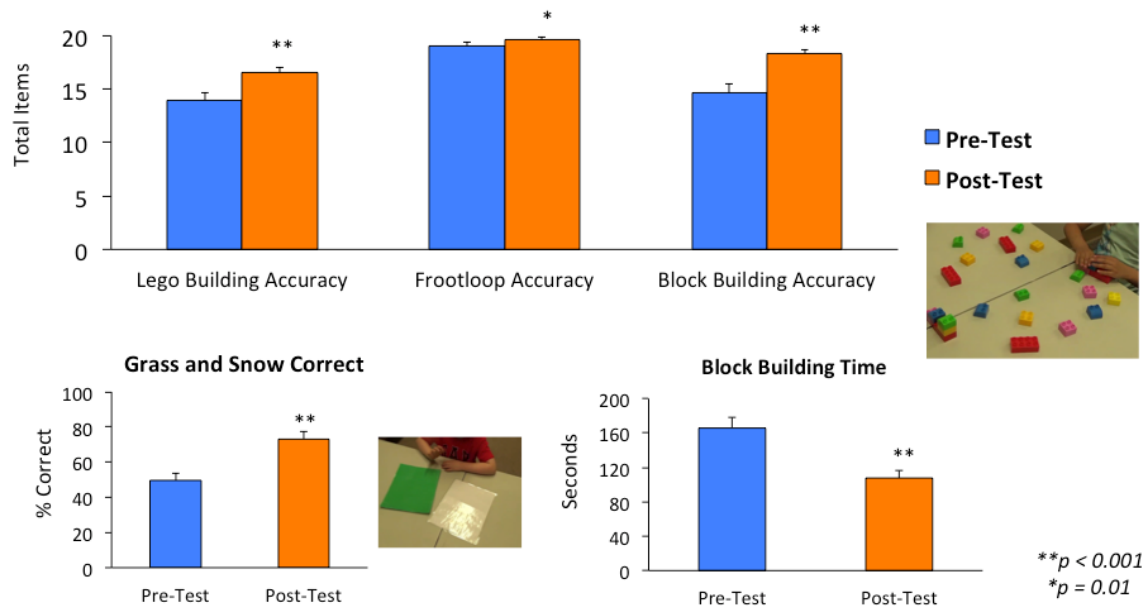 20
15
10
5
0
Total Items
**
*
**
Lego Building Accuracy
Frootloop Accuracy
Block Building Accuracy
Pre-Test
Post-Test
Grass and Snow Correct
100
80
60
40
20
0
% Correct
**
Pre-Test
Post-Test
Block Building Time
200
160
120
80
40
0
Seconds
**
Pre-Test
Post-Test
**p < 0.001
*p = 0.01